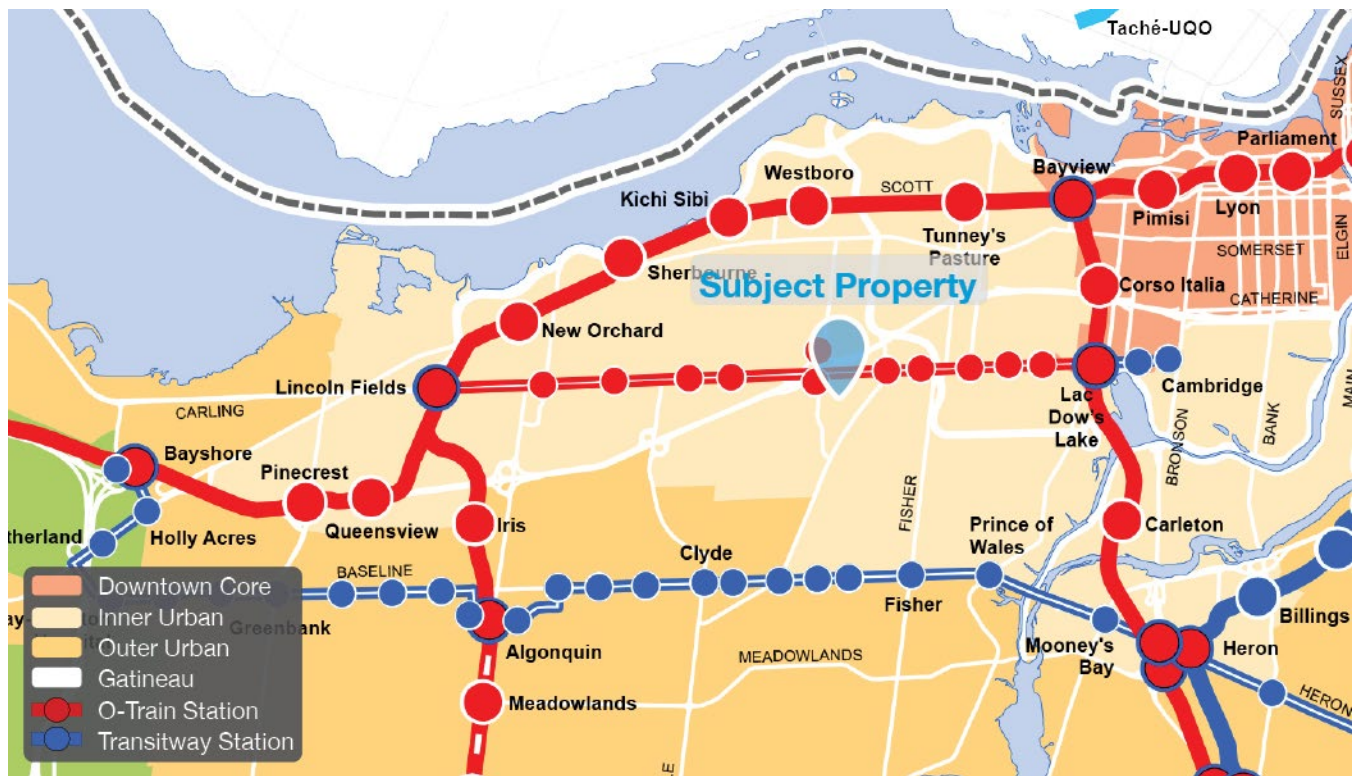 Taché-UQO
SUSSEX
Parliament
Bayview
Westboro
SCOTT
Kichi Sibi
Pimisi
Lyon
ELGIN
Tunney's
Pasture
SOMERSET
Sherbourne
Subject Property
Corso Italia
CATHERINE
New Orchard
MAIN
Lincoln Fields
Cambridge
CARLING
Lac
Dow's
Lake
BANK
BRONSON
Bayshore
Pinecrest
Queensview
Iris
FISHER
Carleton
Prince of
Wales
Holly Acres
Clyde
BASELINE
Fisher
Billings
Greenbank
Algonquin
Mooney's
Bay
Heron
MEADOWLANDS
HERON
Meadowlands
Downtown Core
Inner Urban
Outer Urban
Gatineau
O-Train Station
Transitway Station